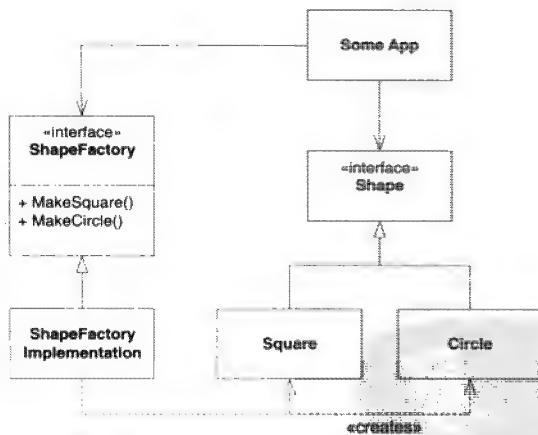 Some App
«interface»
ShapeFactory
+ MakeSquare()
+ MakeCircle()
«interface»
Shape
ShapeFactory
Implementation
Square
Circle
«creates»